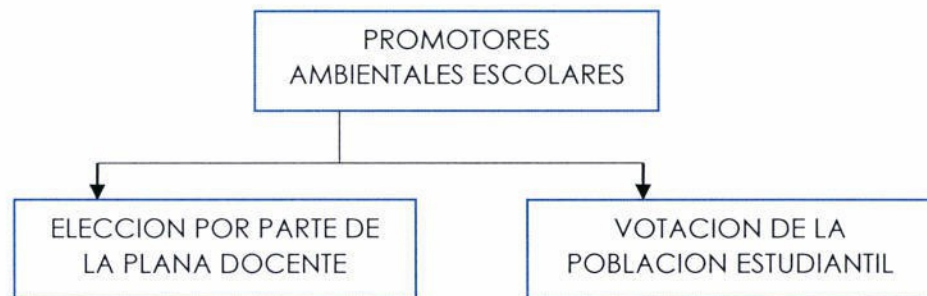 PROMOTORES
AMBIENTALES ESCOLARES
ELECCION POR PARTE DE
LA PLANA DOCENTE
VOTACION DE LA
POBLACION ESTUDIANTIL